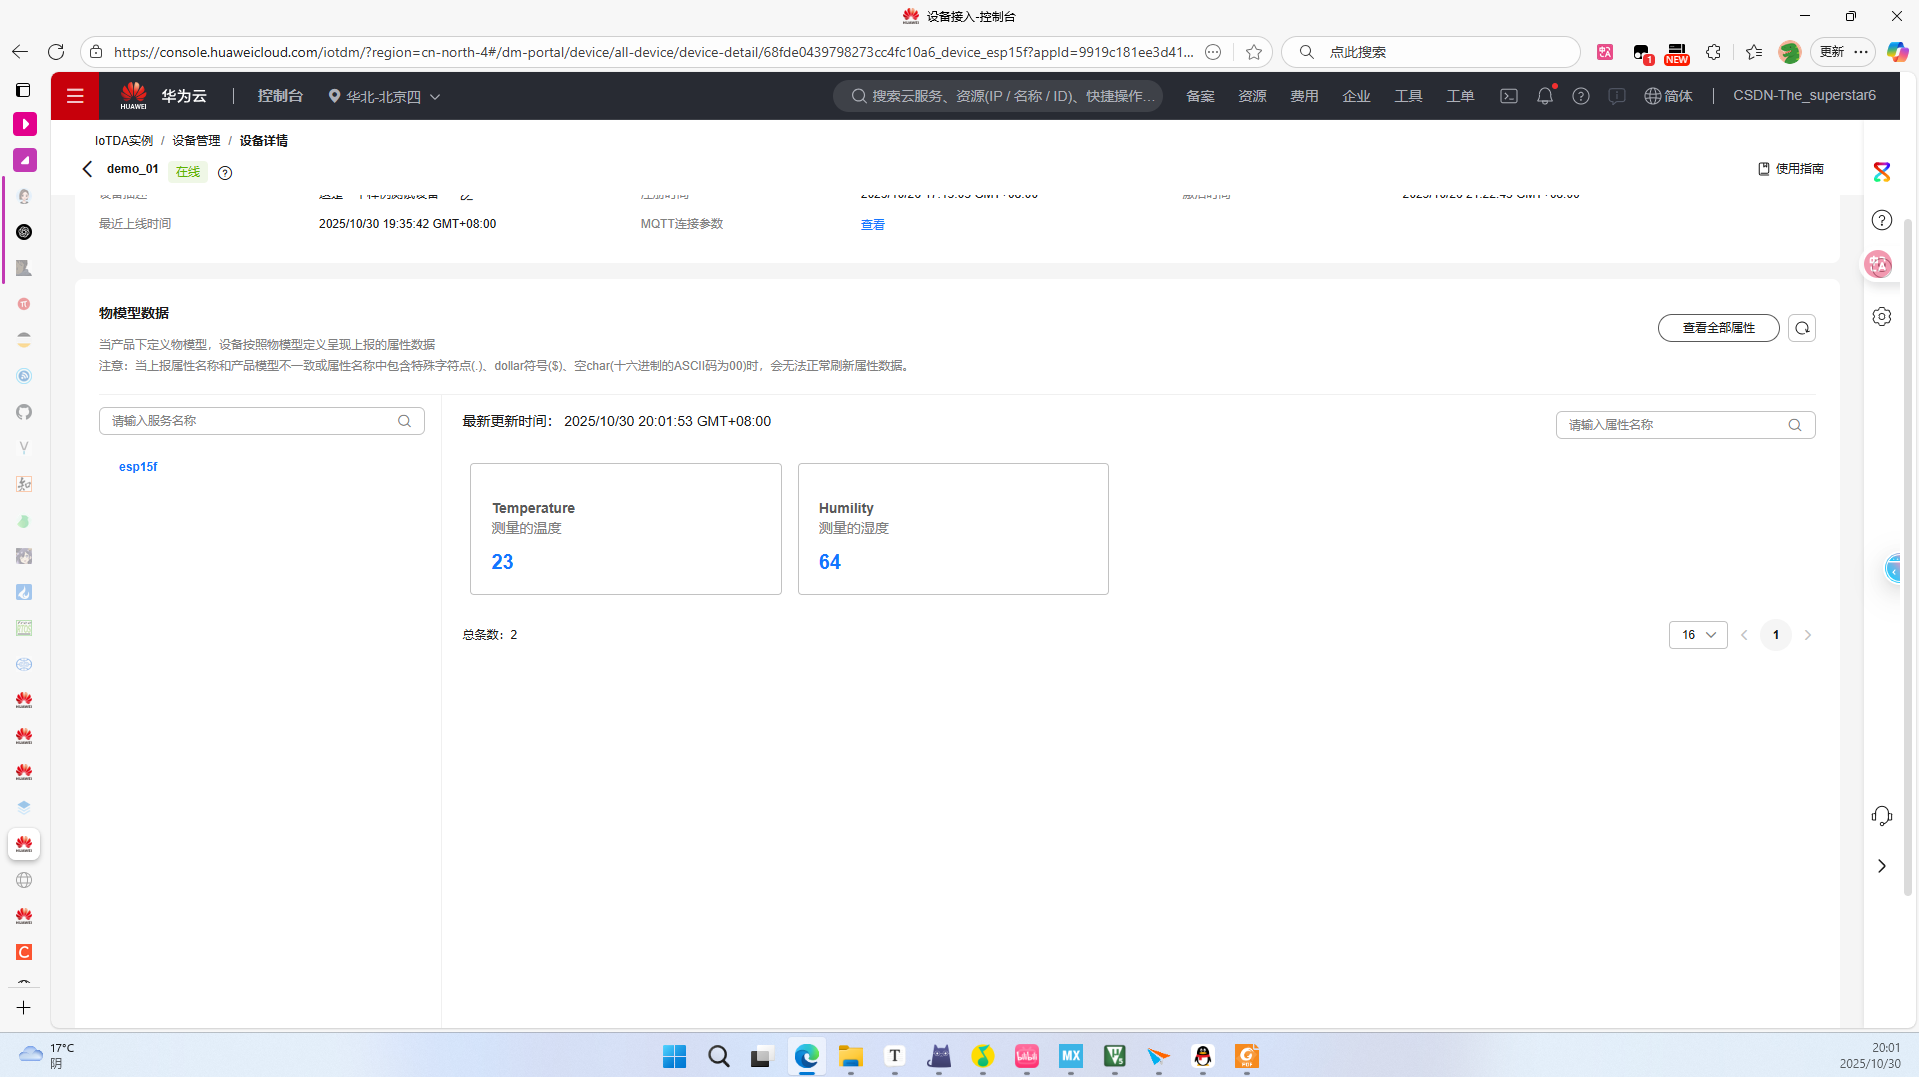 设备接入-控制台
https://console.huaweicloud.com/iotdm/?region=cn-north-4#/dm-portal/device/all-device/device-detail/68fde0439798273cc4fc10a6_device_esp15f?appId=9919c181ee3d41...
点此搜索
1
NEW
更新
HUAWEI
华为云
控制台
华北-北京四
搜索云服务、资源(IP / 名称 / ID)、快捷操作...
备案
资源
费用
企业
工具
工单
简体
CSDN-The_superstar6
IoTDA实例 / 设备管理 / 设备详情
demo_01
在线
使用指南
最近上线时间
2025/10/30 19:35:42 GMT+08:00
MQTT连接参数
查看
物模型数据
当产品下定义物模型，设备按照物模型定义呈现上报的属性数据
注意：当上报属性名称和产品模型不一致或属性名称中包含特殊字符点(.)、dollar符号($)、空char(十六进制的ASCII码为00)时，会无法正常刷新属性数据。
查看全部属性
请输入服务名称
最新更新时间： 2025/10/30 20:01:53 GMT+08:00
请输入属性名称
esp15f
Temperature
测量的温度
23
Humility
测量的湿度
64
总条数：2
16
1
17°C
阴
20:01
2025/10/30